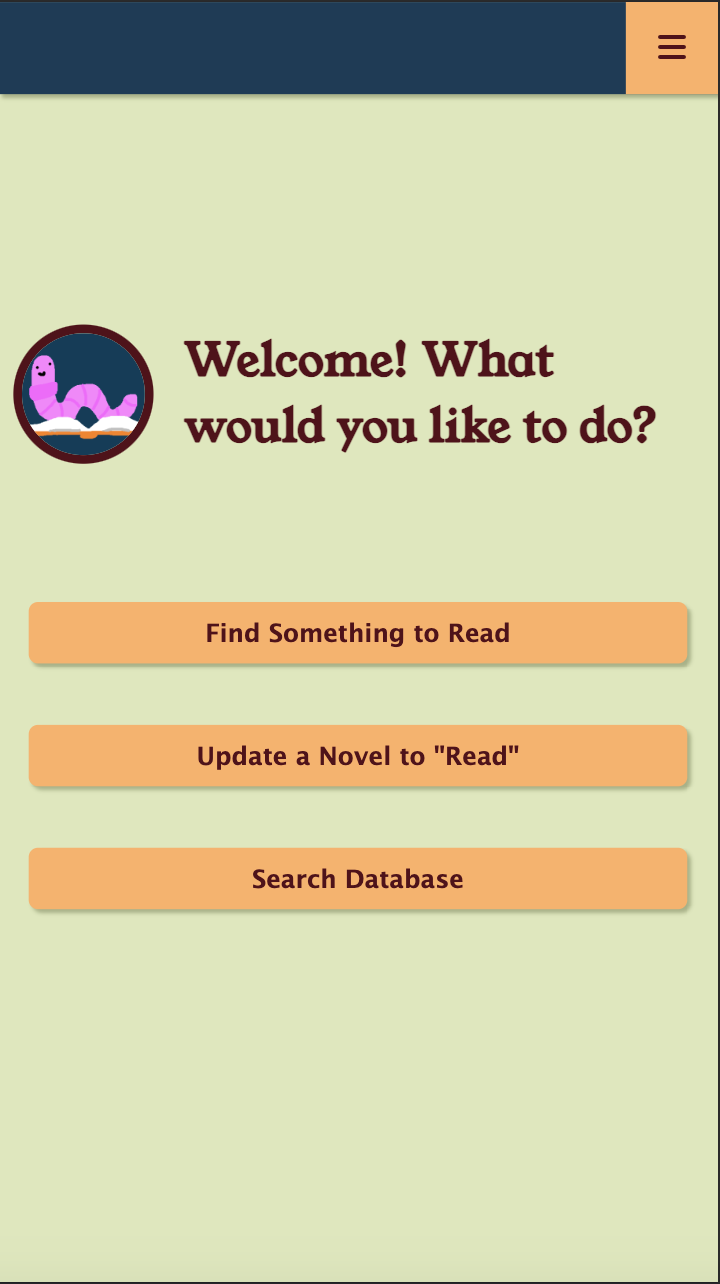 Welcome! What
would you like to do?
Find Something to Read
Update a Novel to "Read"
Search Database